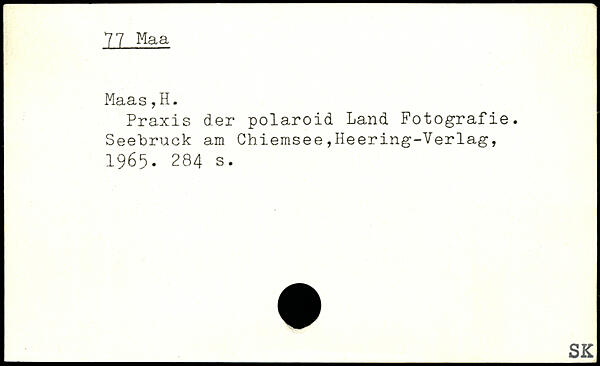 77 Maa
Maas,H.
Praxis der polaroid Land Fotografie.
Seebruck am Chiemsee,Heering-Verlag,
1965. 284 s.
SK